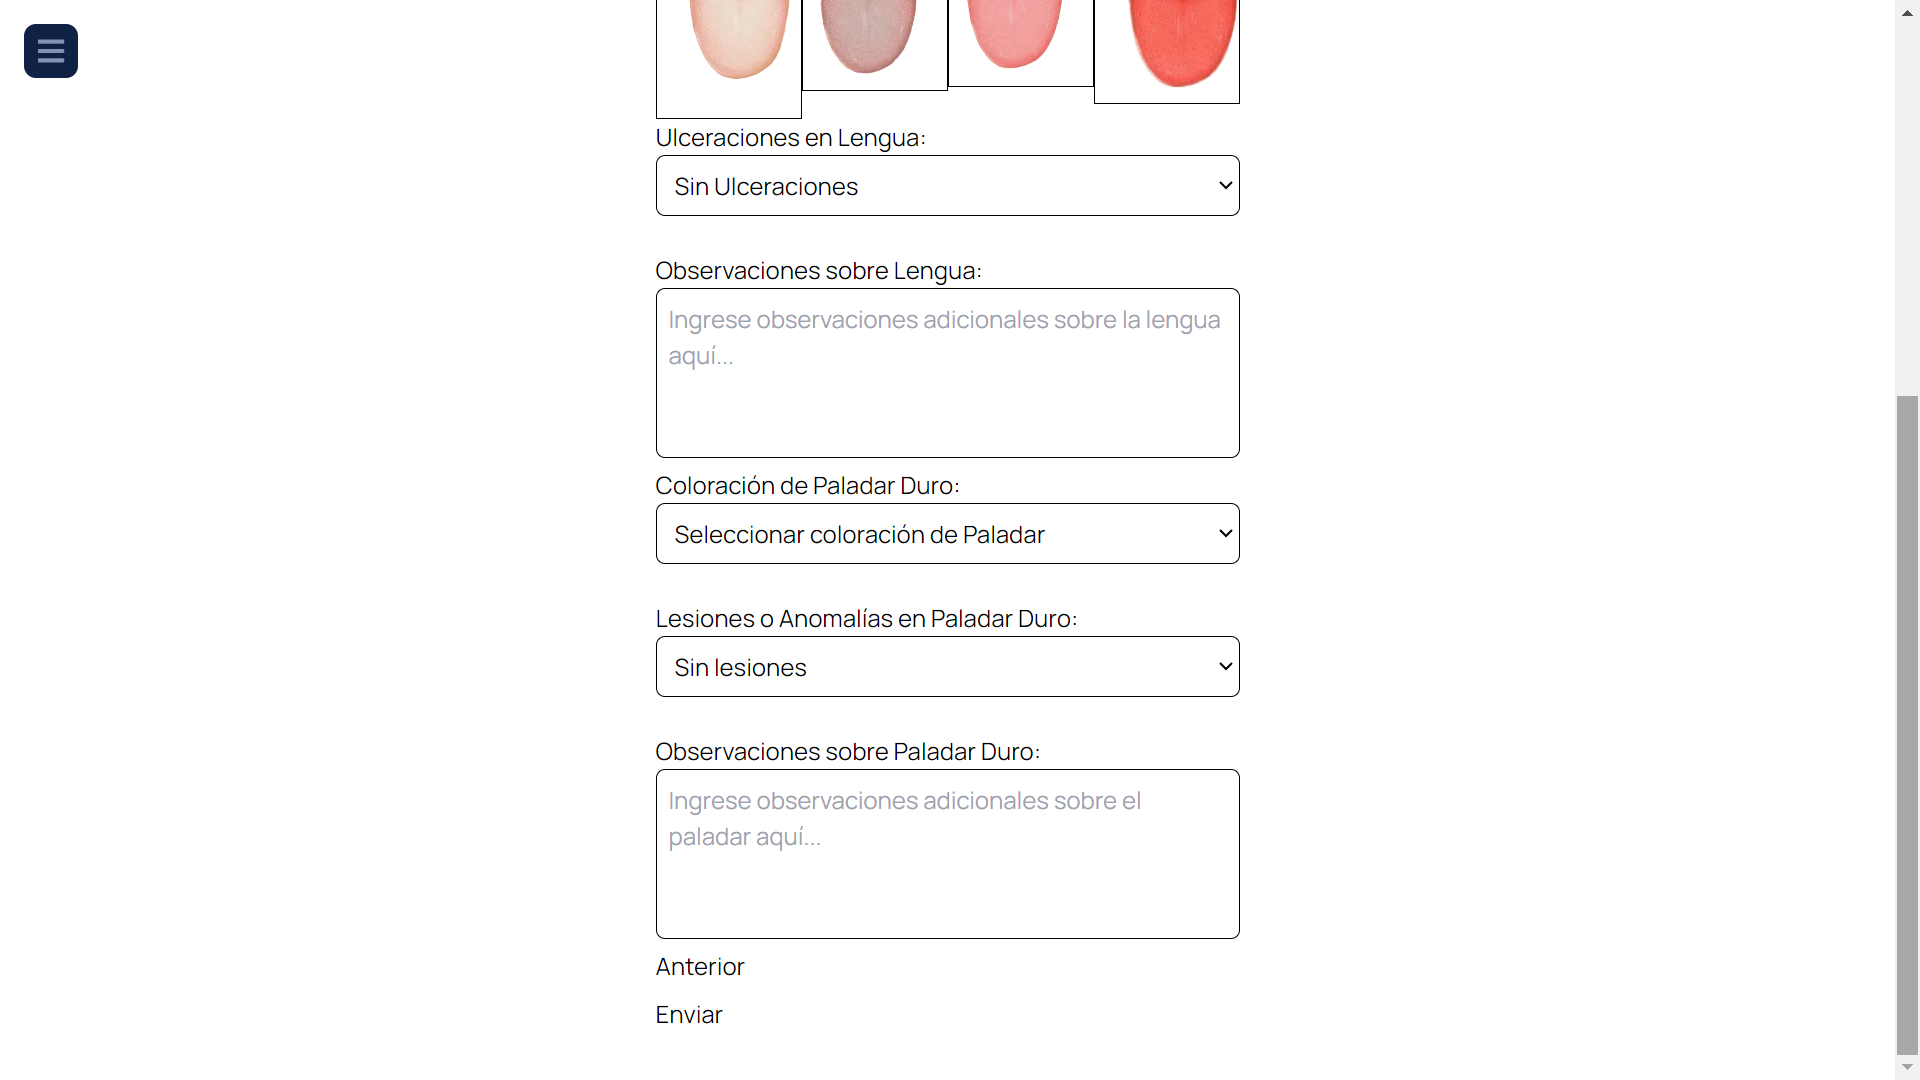 Ulceraciones en Lengua:
Sin Ulceraciones
Observaciones sobre Lengua:
Ingrese observaciones adicionales sobre la lengua
aquí...
Coloración de Paladar Duro:
Seleccionar coloración de Paladar
Lesiones o Anomalías en Paladar Duro:
Sin lesiones
Observaciones sobre Paladar Duro:
Ingrese observaciones adicionales sobre el
paladar aquí...
Anterior
Enviar